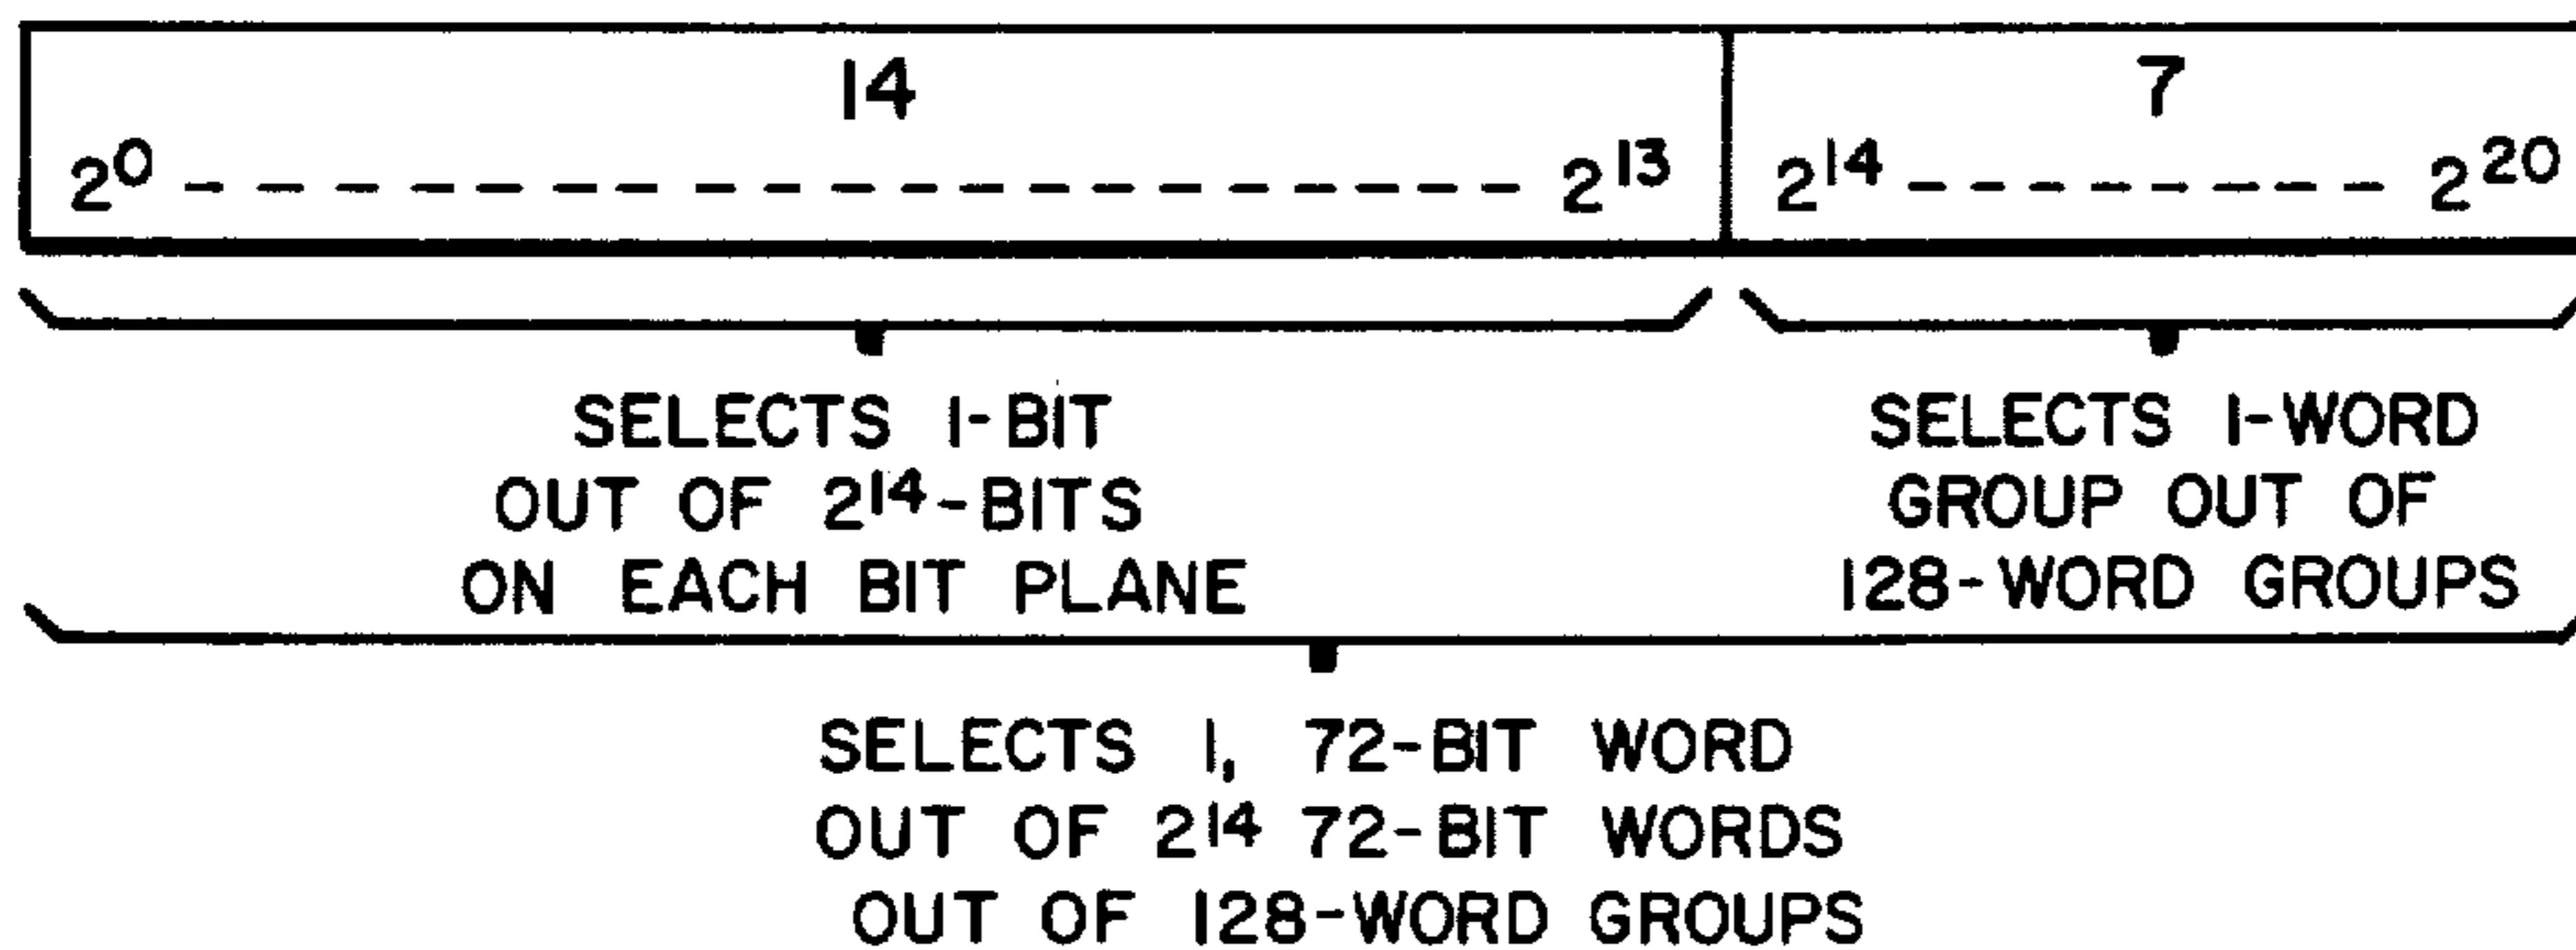 14 7
2⁰ - - - - - - - - - - - - - - - - - - - 2¹³ 2¹⁴ - - - - - - - - 2²⁰
SELECTS 1-BIT
OUT OF 2¹⁴-BITS
ON EACH BIT PLANE
SELECTS 1-WORD
GROUP OUT OF
128-WORD GROUPS
SELECTS 1, 72-BIT WORD
OUT OF 2¹⁴ 72-BIT WORDS
OUT OF 128-WORD GROUPS